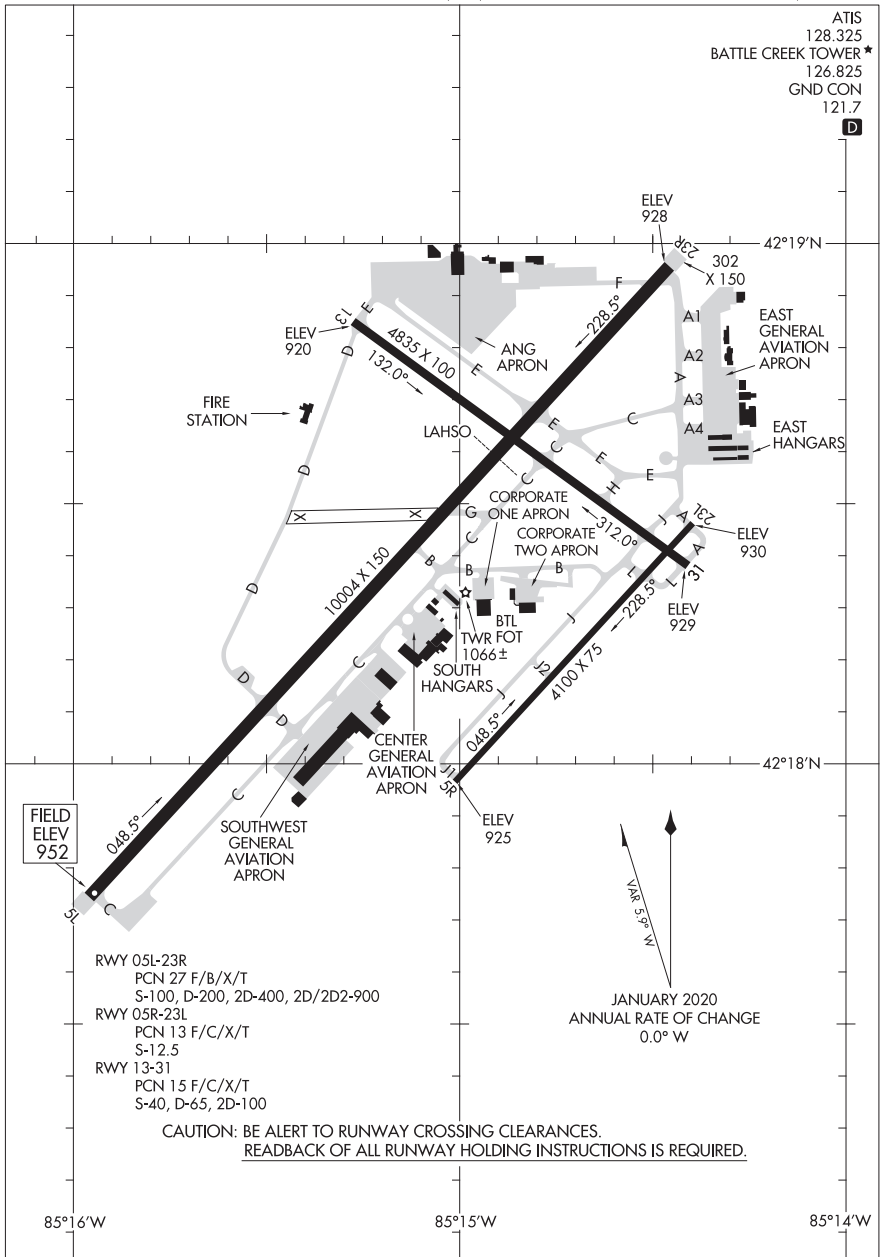 ATIS
128.325
BATTLE CREEK TOWER ★
126.825
GND CON
121.7
D
ELEV
928
42°19'N
23R
302
X 150
F
228.5°
A1
EAST
GENERAL
AVIATION
APRON
13
E
ELEV
920
4835 X 100
132.0°
ANG
APRON
D
A2
E
A
A3
FIRE
STATION
C
A4
LAHSO
E
C
EAST
HANGARS
E
D
C
H
E
CORPORATE
ONE APRON
X
X
G
C
312.0°
J
A
23L
ELEV
930
CORPORATE
TWO APRON
A
B
B
B
L
L
31
10004 X 150
D
228.5°
ELEV
929
TWR
1066±
BTL
FOT
J
SOUTH
HANGARS
C
J2
4100 X 75
D
J
D
048.5°
CENTER
GENERAL
AVIATION
APRON
J1
5R
42°18'N
C
ELEV
925
SOUTHWEST
GENERAL
AVIATION
APRON
048.5°
FIELD
ELEV
952
5L
C
VAR 5.9° W
JANUARY 2020
ANNUAL RATE OF CHANGE
0.0° W
RWY 05L-23R
PCN 27 F/B/X/T
S-100, D-200, 2D-400, 2D/2D2-900
RWY 05R-23L
PCN 13 F/C/X/T
S-12.5
RWY 13-31
PCN 15 F/C/X/T
S-40, D-65, 2D-100
CAUTION: BE ALERT TO RUNWAY CROSSING CLEARANCES.
READBACK OF ALL RUNWAY HOLDING INSTRUCTIONS IS REQUIRED.
85°16'W
85°15'W
85°14'W